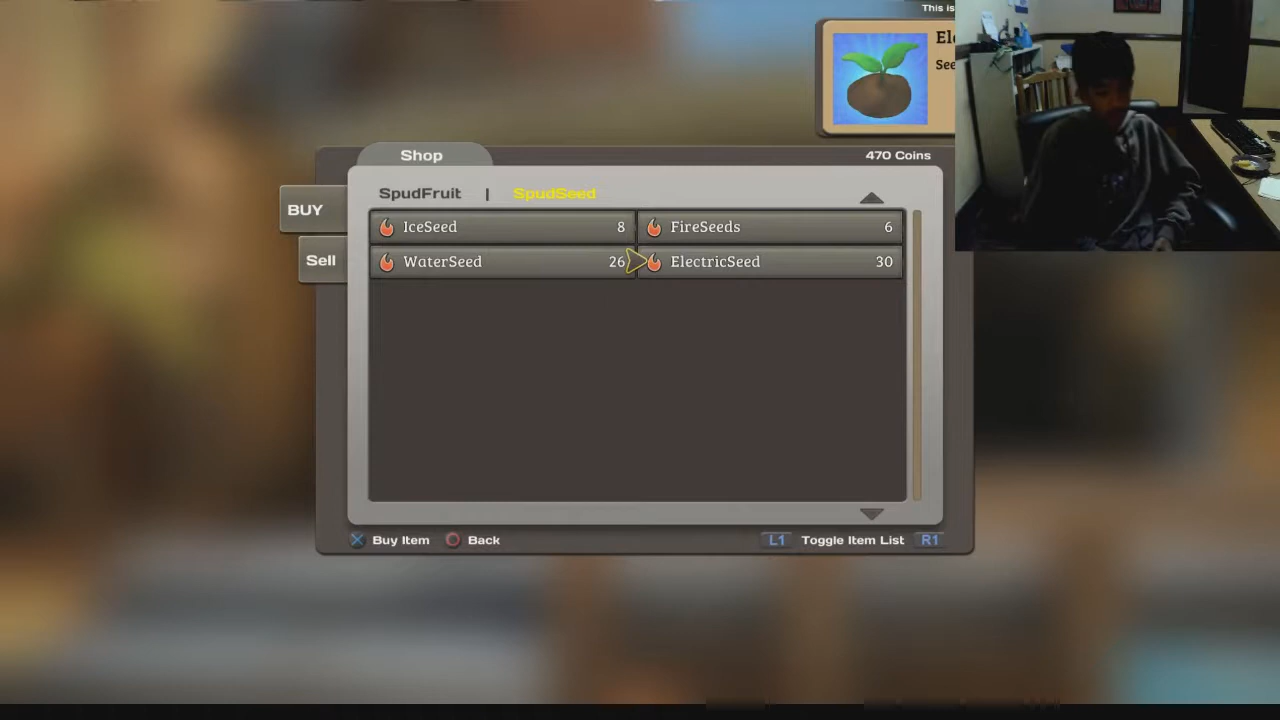 This is
El
See
Shop
470 Coins
BUY
Sell
SpudFruit | SpudSeed
IceSeed 8
FireSeeds 6
WaterSeed 26
ElectricSeed 30
Buy Item
Back
L1 Toggle Item List R1